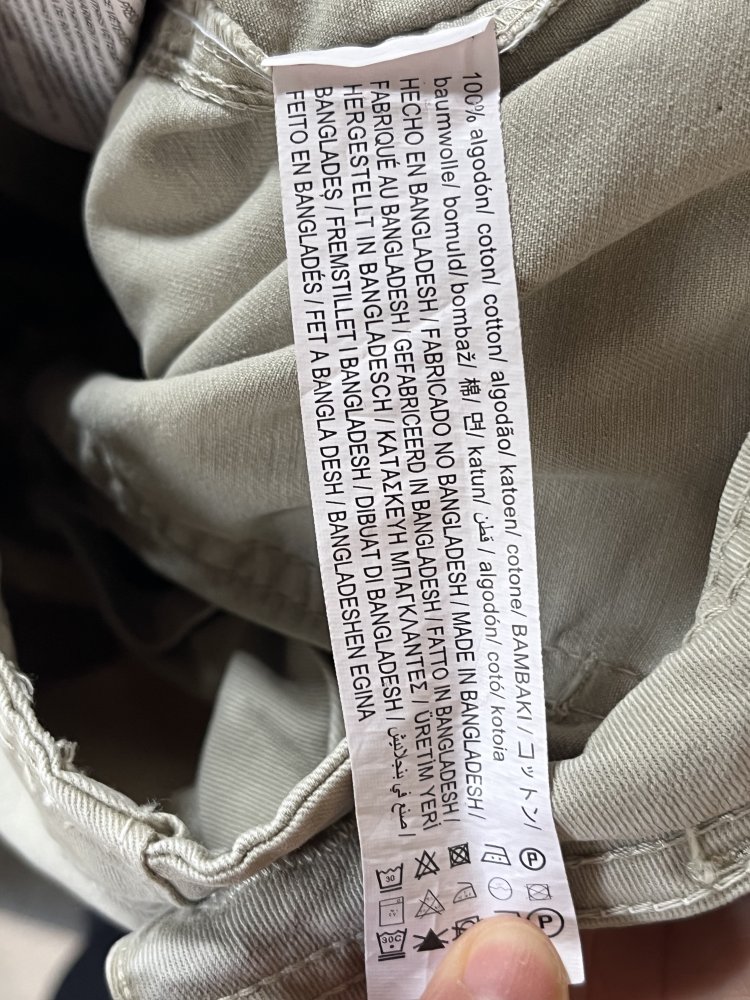 100% algodón/ coton/ cotton/ algodão/ katoen/ cotone/ BAMBAKI / コットン/
baumwolle/ bomuld/ bombaž/ 棉/ 면/ katun/ قطن / algodón/ cotó/ kotoia
HECHO EN BANGLADESH / FABRICADO NO BANGLADESH / MADE IN BANGLADESH /
FABRIQUÉ AU BANGLADESH / GEFABRICEERD IN BANGLADESH / FATTO IN BANGLADESH /
HERGESTELLT IN BANGLADESCH / ΚΑΤΑΣΚΕΥΗ ΜΠΑΓΚΛΑΝΤΕΣ / ÜRETİM YERİ
BANGLADEŞ / FREMSTILLET I BANGLADESH / DIBUAT DI BANGLADESH / صنع في بنجلاديش /
FEITO EN BANGLADÉS / FET A BANGLA DESH / BANGLADESHEN EGINA
P
P
30
30C